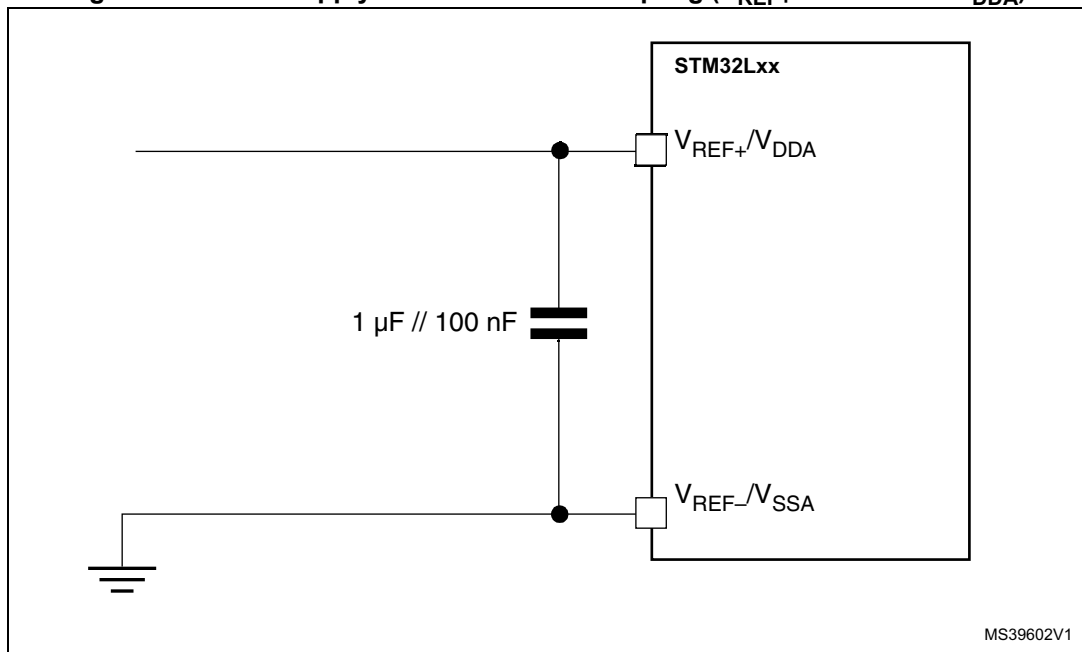 STM32Lxx
VREF+/VDDA
1 µF // 100 nF
VREF–/VSSA
MS39602V1